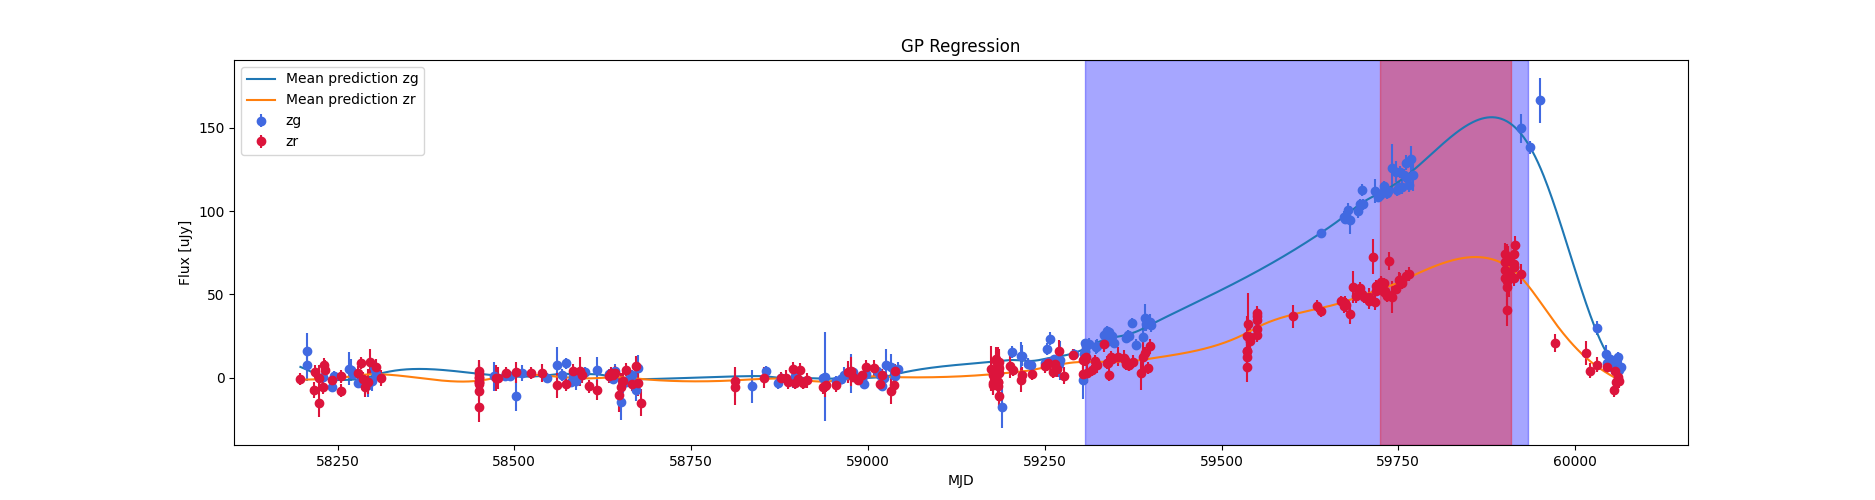 GP Regression
Mean prediction zg
Mean prediction zr
zg
zr
Flux [uJy]
150
100
50
0
58250 58500 58750 59000 59250 59500 59750 60000
MJD